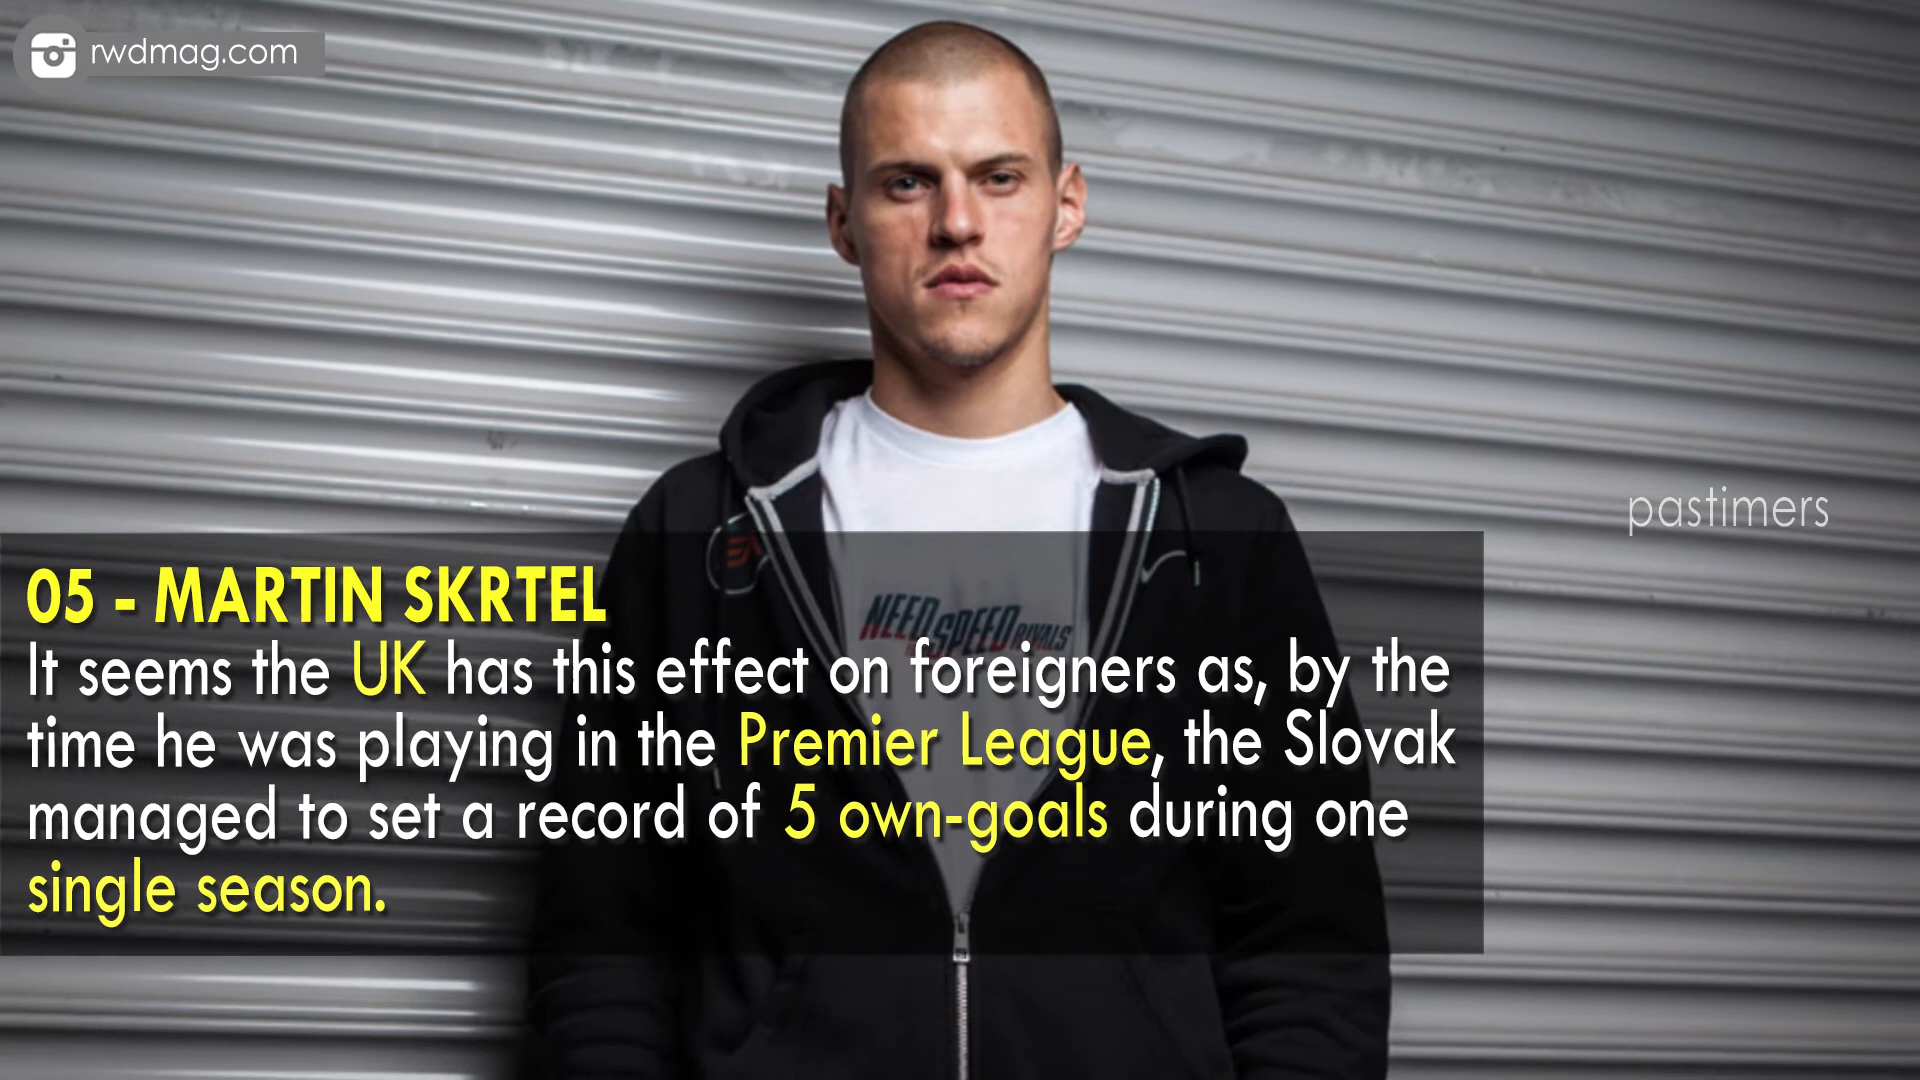 rwdmag.com
pastimers
05 - MARTIN SKRTEL
NEED SPEED RIVALS
It seems the UK has this effect on foreigners as, by the
time he was playing in the Premier League, the Slovak
managed to set a record of 5 own-goals during one
single season.